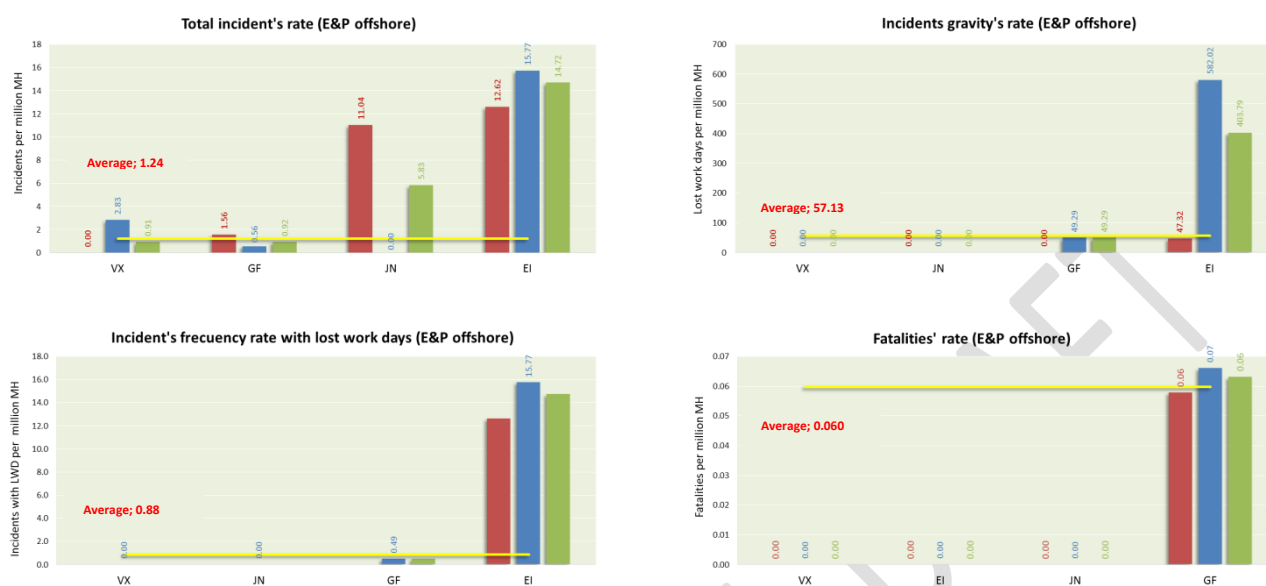 Total incident's rate (E&P offshore)
Incidents per million MH
18
16
14
12
10
8
6
4
2
0
Average; 1.24
0.00
2.83
0.91
1.56
0.56
0.92
11.04
0.00
5.83
12.62
15.77
14.72
VX
GF
JN
EI
Incidents gravity's rate (E&P offshore)
Lost work days per million MH
700
600
500
400
300
200
100
0
Average; 57.13
0.00
0.00
0.00
0.00
0.00
0.00
0.00
49.29
49.29
47.32
582.02
403.79
VX
JN
GF
EI
Incident's frecuency rate with lost work days (E&P offshore)
Incidents with LWD per million MH
18.0
16.0
14.0
12.0
10.0
8.0
6.0
4.0
2.0
0.0
Average; 0.88
0.00
0.00
0.49
15.77
VX
JN
GF
EI
Fatalities' rate (E&P offshore)
Fatalities per million MH
0.07
0.06
0.05
0.04
0.03
0.02
0.01
0.00
Average; 0.060
0.00
0.00
0.00
0.00
0.00
0.00
0.00
0.00
0.00
0.06
0.07
0.06
VX
EI
JN
GF